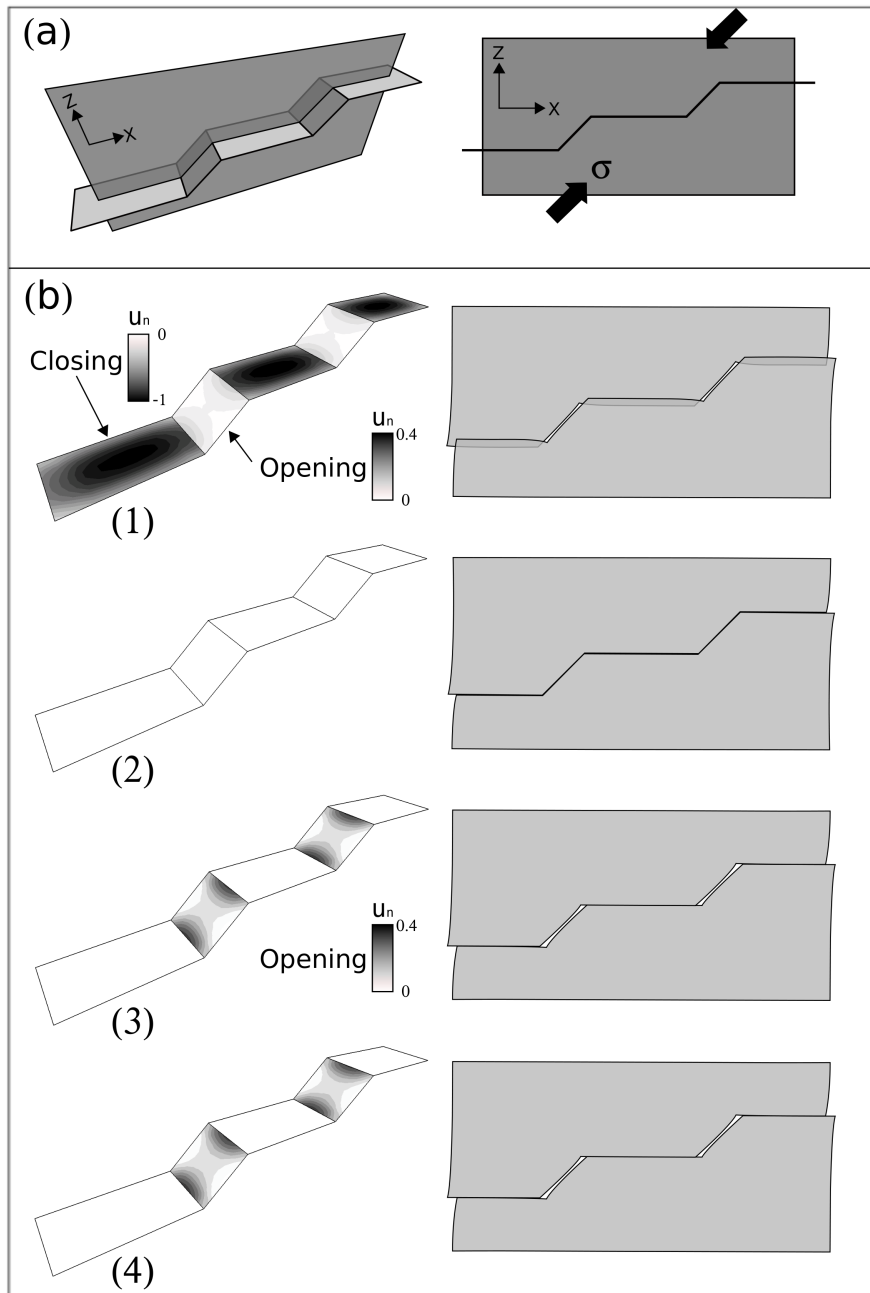 (a)
Z
X
Z
X
σ
(b)
un
0
-1
Closing
Opening
un
0.4
0
(1)
(2)
un
0.4
0
Opening
(3)
(4)